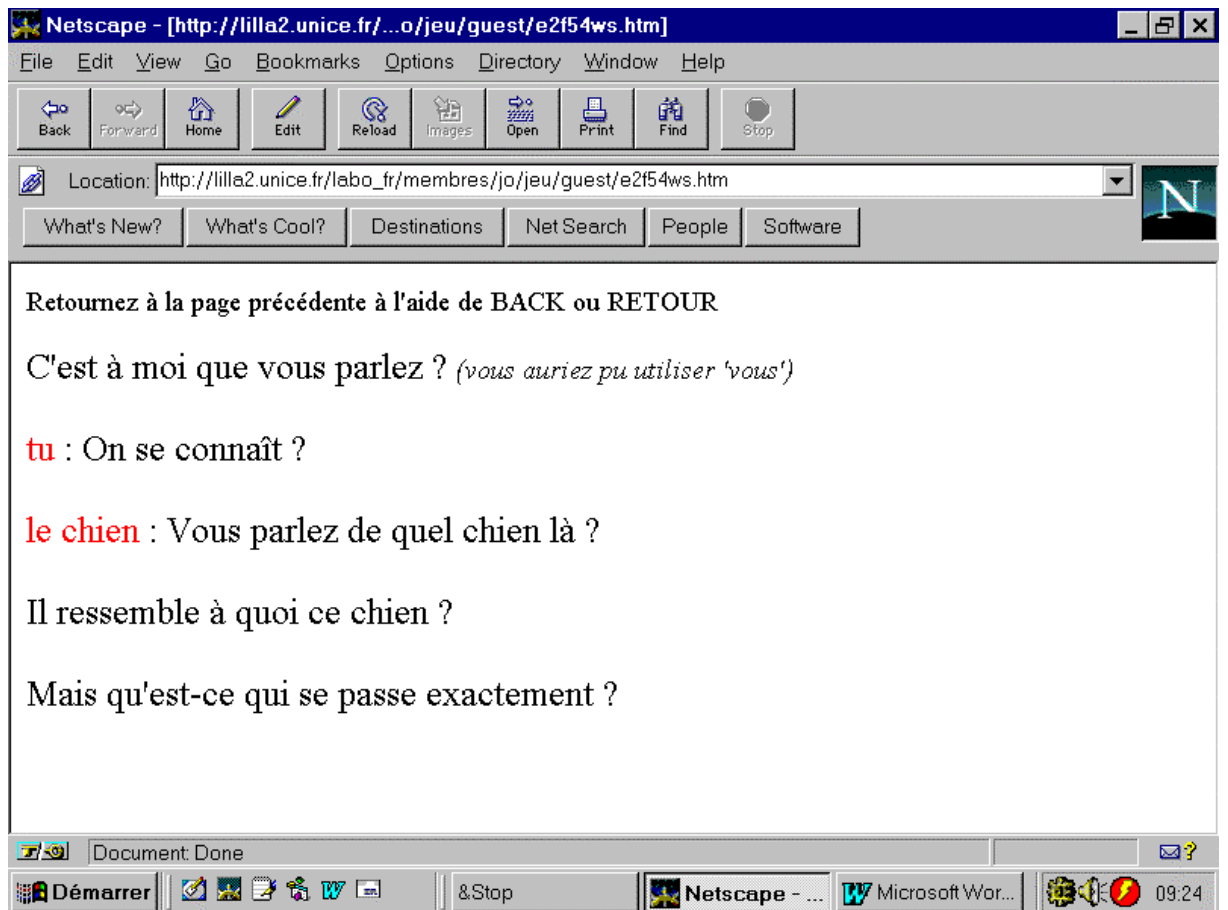 Netscape - [http://lilla2.unice.fr/...o/jeu/guest/e2f54ws.htm]
File Edit View Go Bookmarks Options Directory Window Help
Back Forward Home Edit Reload Images Open Print Find Stop
Location: http://lilla2.unice.fr/labo_fr/membres/jo/jeu/guest/e2f54ws.htm
N
What's New? What's Cool? Destinations Net Search People Software
Retournez à la page précédente à l'aide de BACK ou RETOUR
C'est à moi que vous parlez ? (vous auriez pu utiliser 'vous')
tu : On se connaît ?
le chien : Vous parlez de quel chien là ?
Il ressemble à quoi ce chien ?
Mais qu'est-ce qui se passe exactement ?
Document: Done
Démarrer &Stop Netscape - ... Microsoft Wor... 09:24